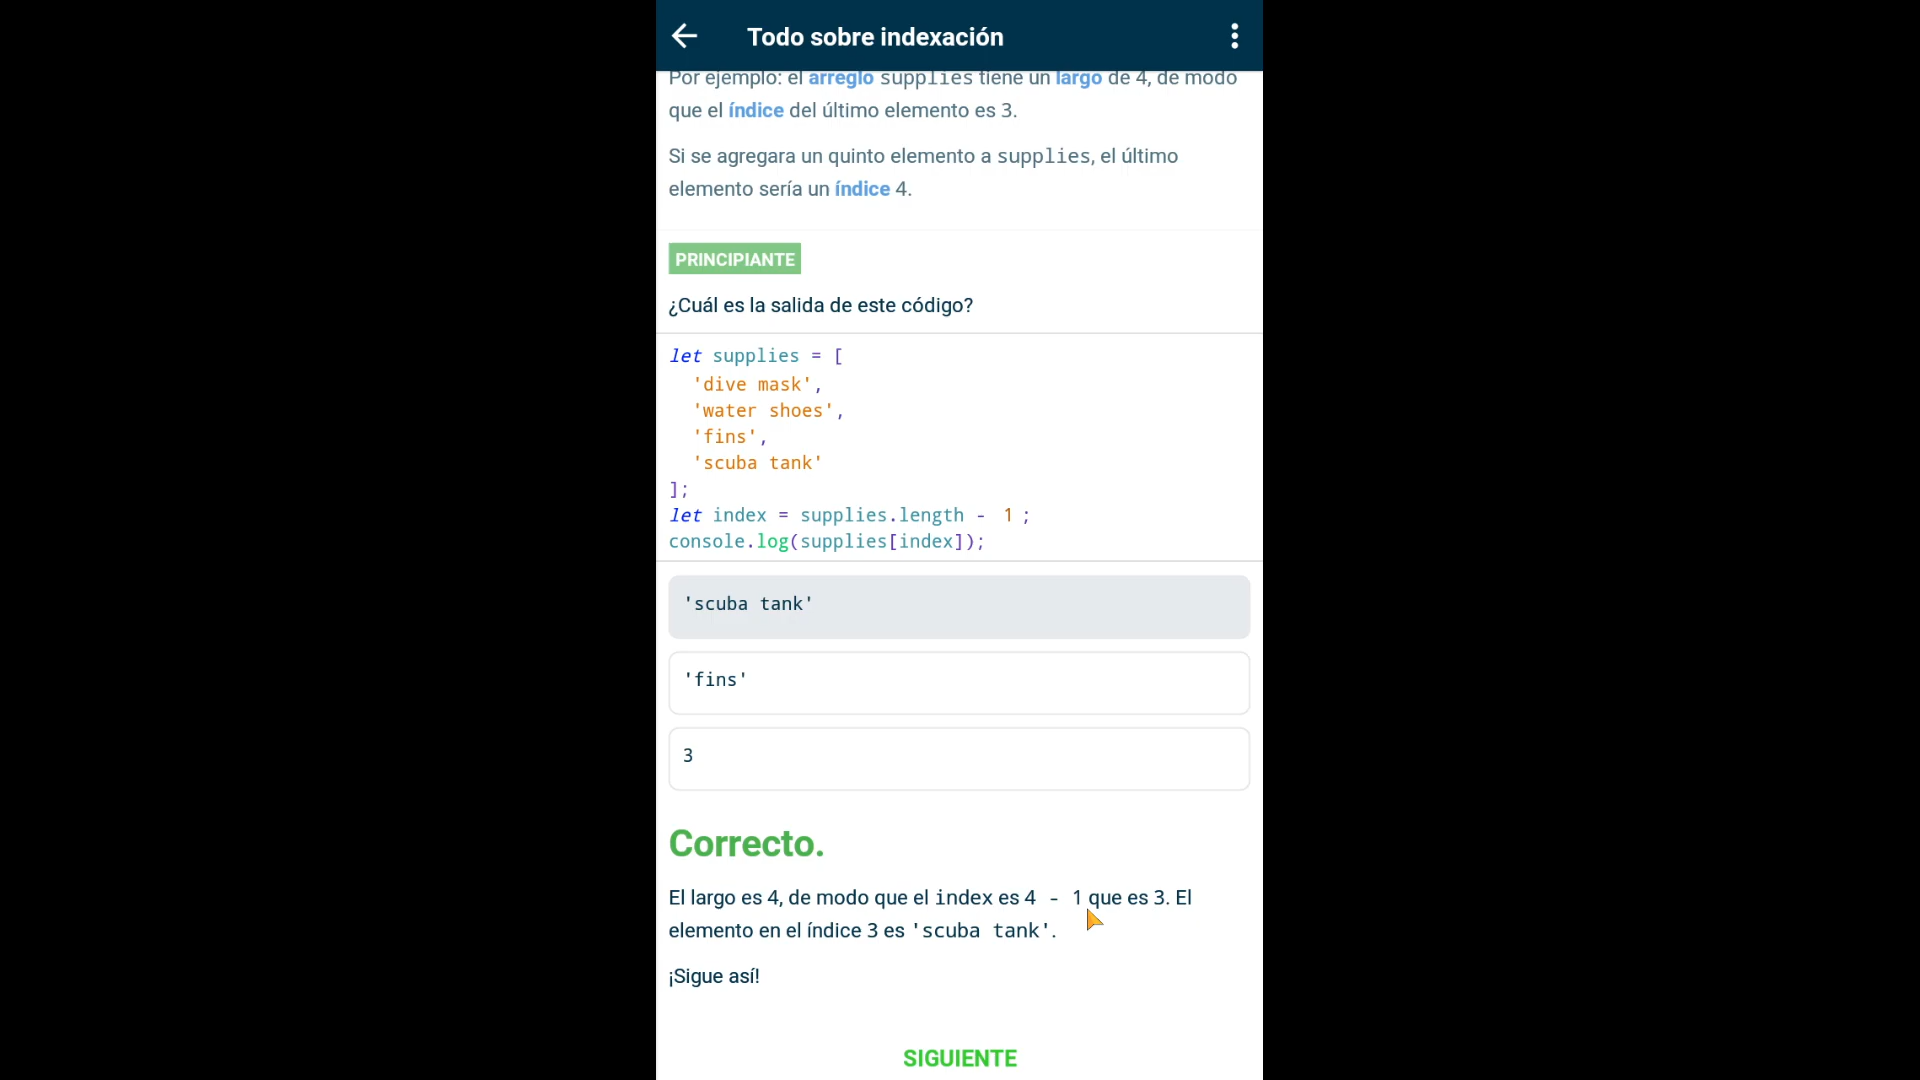 Todo sobre indexación
Por ejemplo: el arreglo supplies tiene un largo de 4, de modo
que el índice del último elemento es 3.
Si se agregara un quinto elemento a supplies, el último
elemento sería un índice 4.
PRINCIPIANTE
¿Cuál es la salida de este código?
let supplies = [
  'dive mask',
  'water shoes',
  'fins',
  'scuba tank'
];
let index = supplies.length - 1 ;
console.log(supplies[index]);
'scuba tank'
'fins'
3
Correcto.
El largo es 4, de modo que el index es 4 - 1 que es 3. El
elemento en el índice 3 es 'scuba tank'.
¡Sigue así!
SIGUIENTE